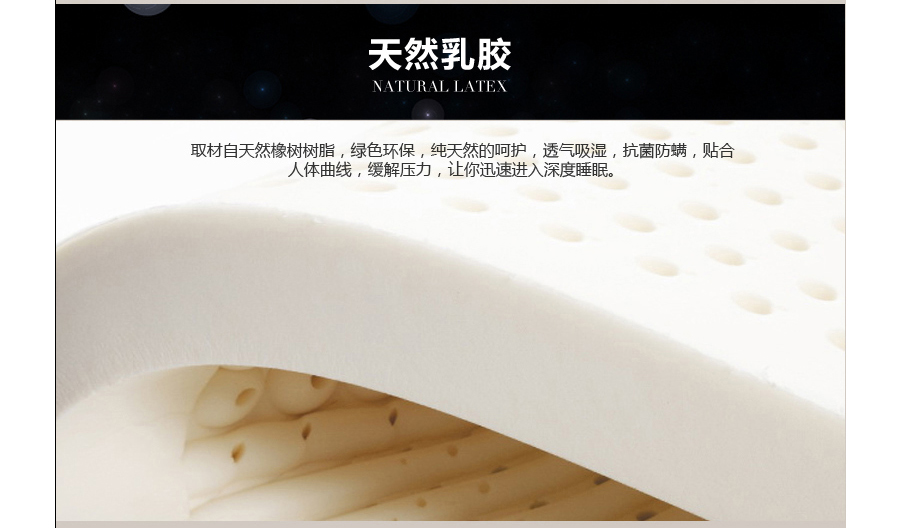 天然乳胶
NATURAL LATEX
取材自天然橡树树脂，绿色环保，纯天然的呵护，透气吸湿，抗菌防螨，贴合
人体曲线，缓解压力，让你迅速进入深度睡眠。